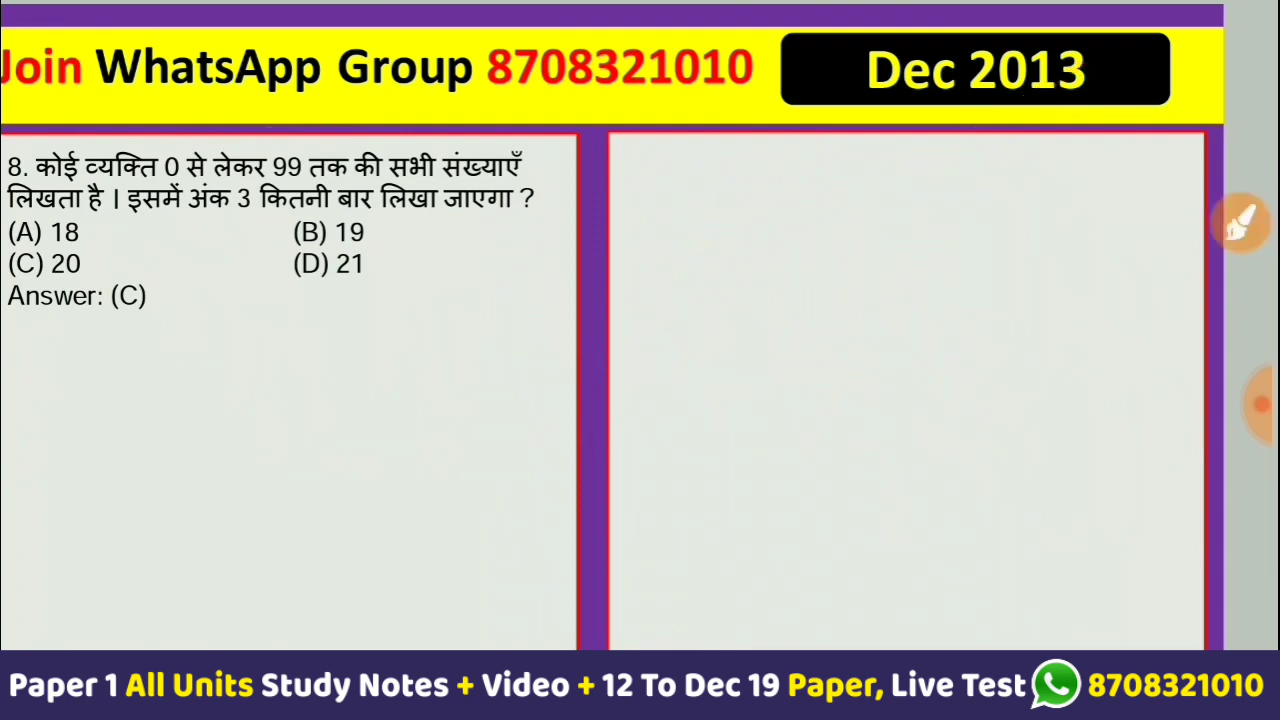 Join WhatsApp Group 8708321010
Dec 2013
8. कोई व्यक्ति 0 से लेकर 99 तक की सभी संख्याएँ
लिखता है । इसमें अंक 3 कितनी बार लिखा जाएगा ?
(A) 18 (B) 19
(C) 20 (D) 21
Answer: (C)
Paper 1 All Units Study Notes + Video + 12 To Dec 19 Paper, Live Test 8708321010